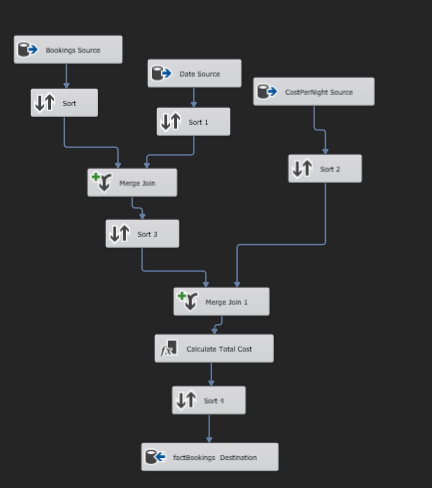 Bookings Source
Date Source
CostPerNight Source
Sort
Sort 1
Sort 2
Merge Join
Sort 3
Merge Join 1
fx
Calculate Total Cost
Sort 4
factBookings Destination